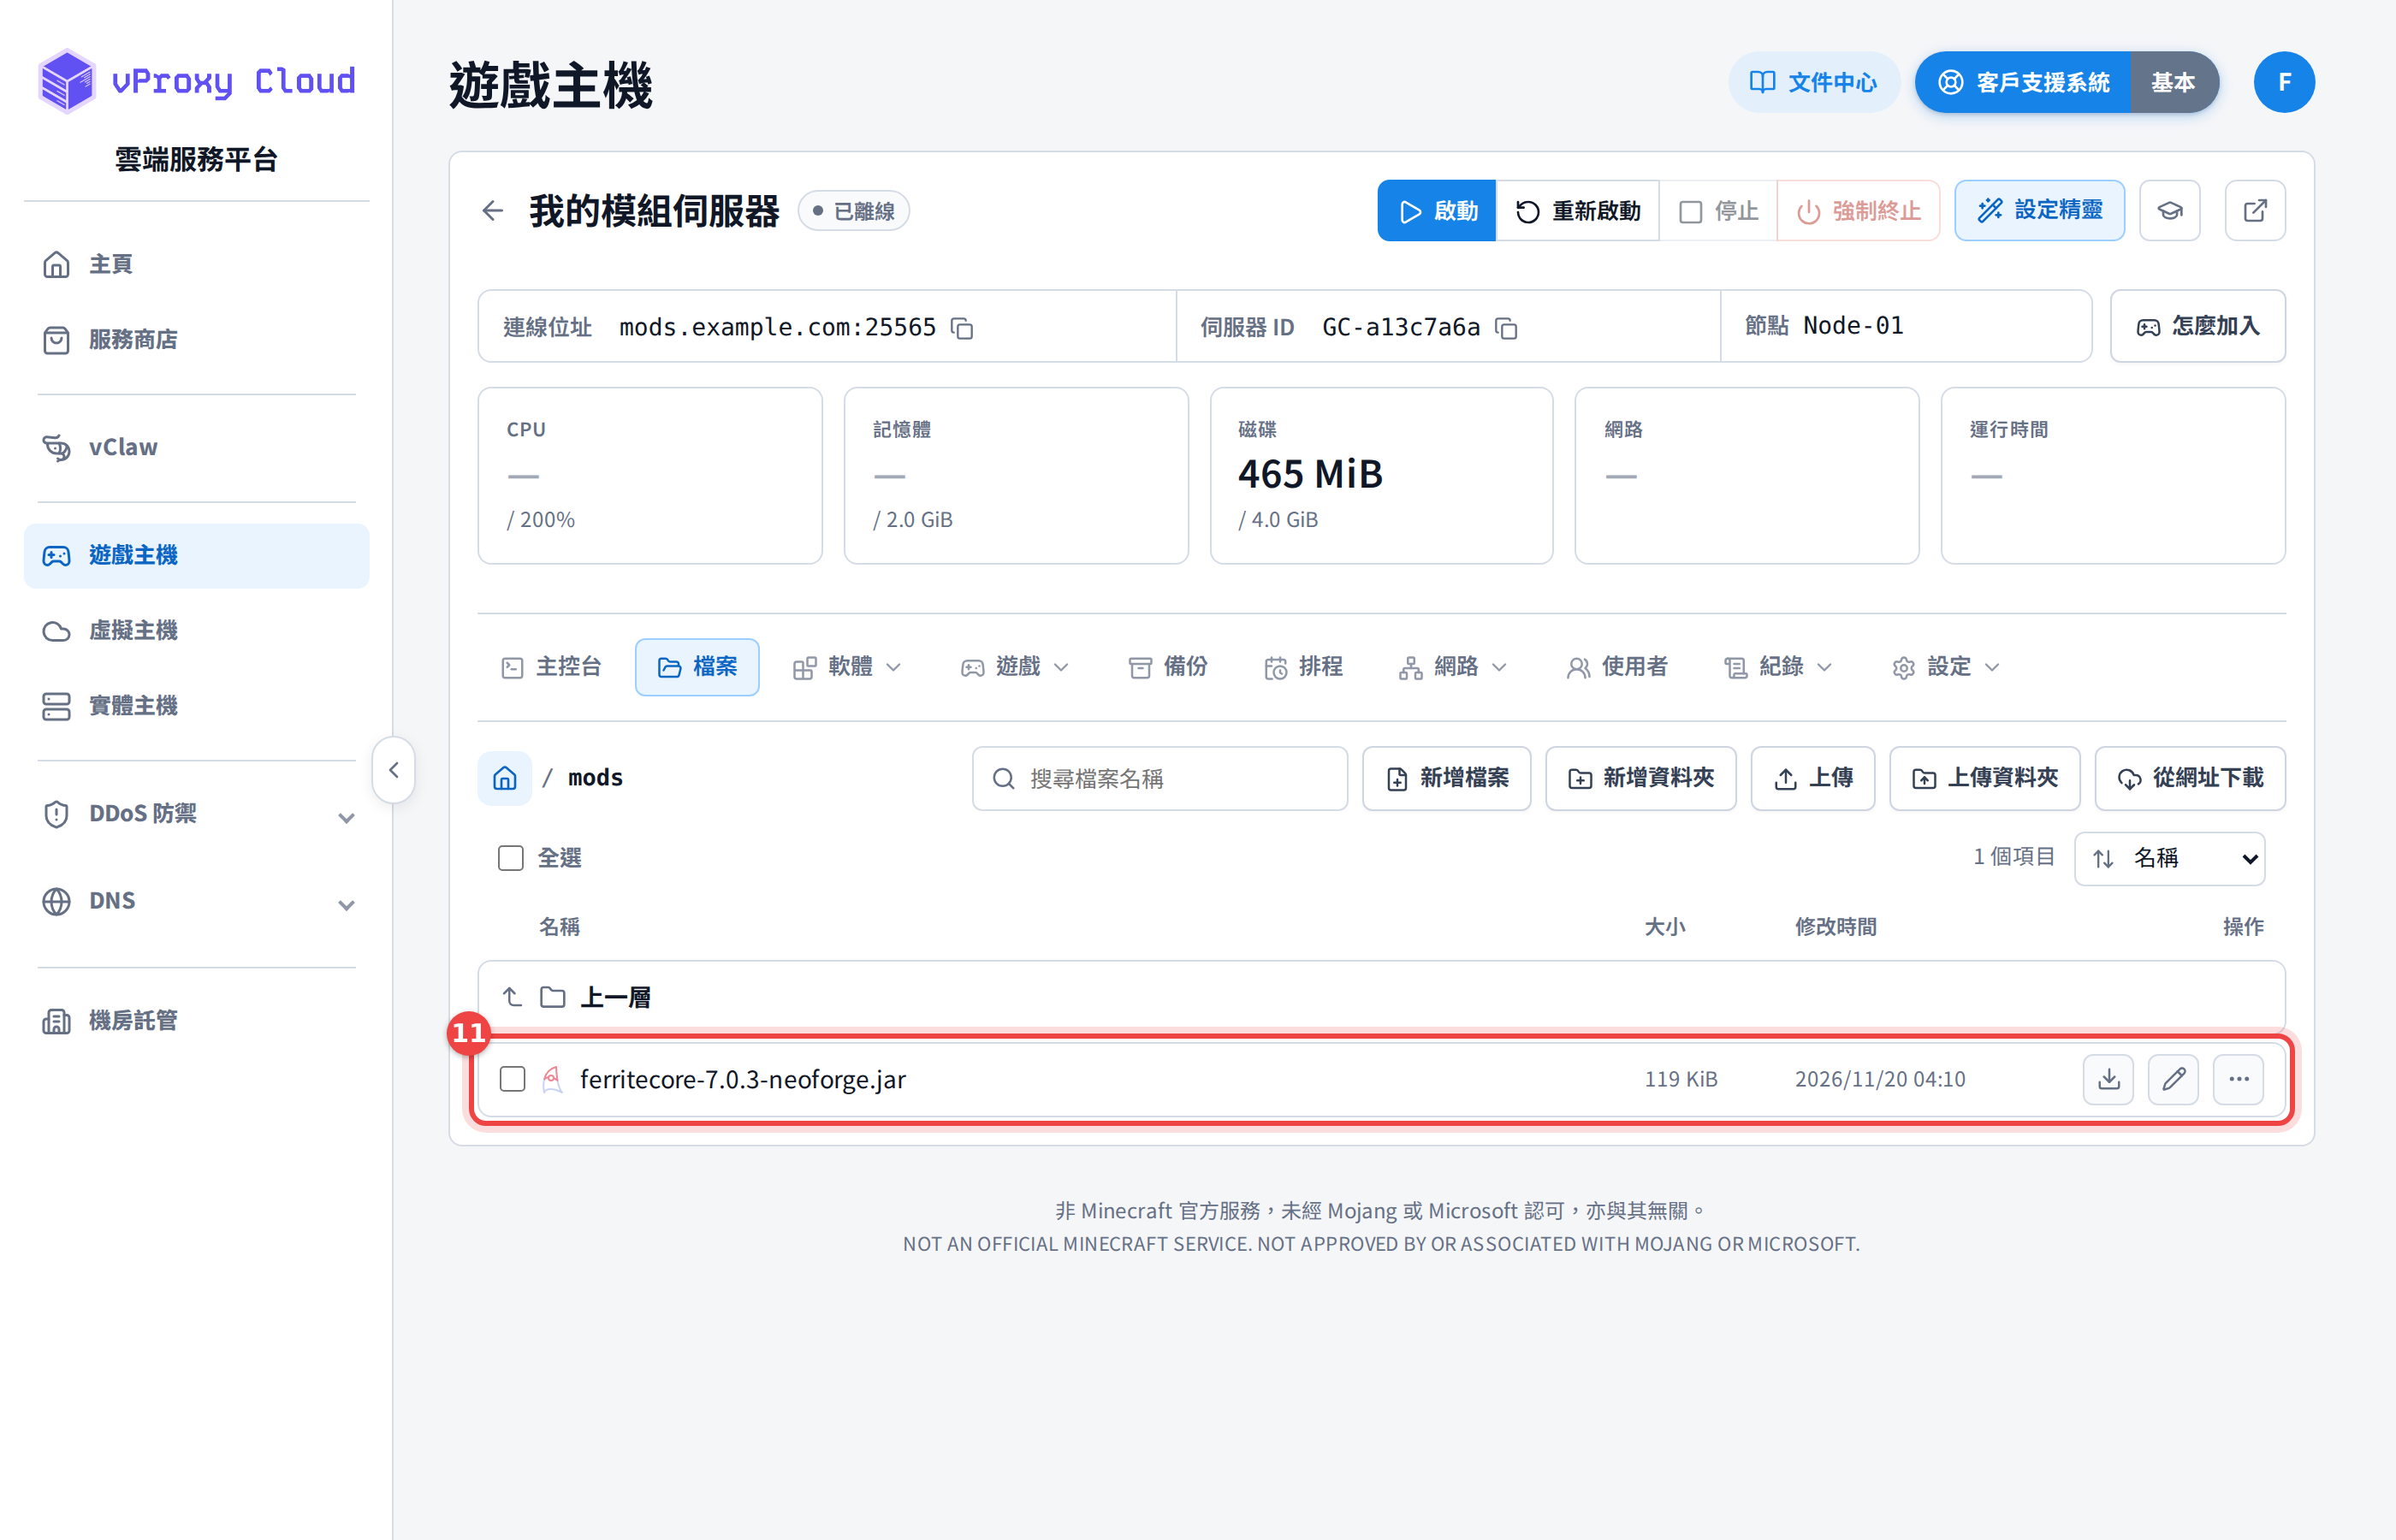 vProxy Cloud
雲端服務平台
主頁
服務商店
vClaw
遊戲主機
虛擬主機
實體主機
DDoS 防禦
DNS
機房託管
遊戲主機
文件中心
客戶支援系統 基本
F
我的模組伺服器 已離線
啟動 重新啟動 停止 強制終止 設定精靈
連線位址 mods.example.com:25565 伺服器 ID GC-a13c7a6a 節點 Node-01 怎麼加入
CPU
—
/ 200%
記憶體
—
/ 2.0 GiB
磁碟
465 MiB
/ 4.0 GiB
網路
—
運行時間
—
主控台 檔案 軟體 遊戲 備份 排程 網路 使用者 紀錄 設定
/ mods 搜尋檔案名稱 新增檔案 新增資料夾 上傳 上傳資料夾 從網址下載
全選 1 個項目 名稱
名稱 大小 修改時間 操作
上一層
11
ferritecore-7.0.3-neoforge.jar 119 KiB 2026/11/20 04:10
非 Minecraft 官方服務，未經 Mojang 或 Microsoft 認可，亦與其無關。
NOT AN OFFICIAL MINECRAFT SERVICE. NOT APPROVED BY OR ASSOCIATED WITH MOJANG OR MICROSOFT.